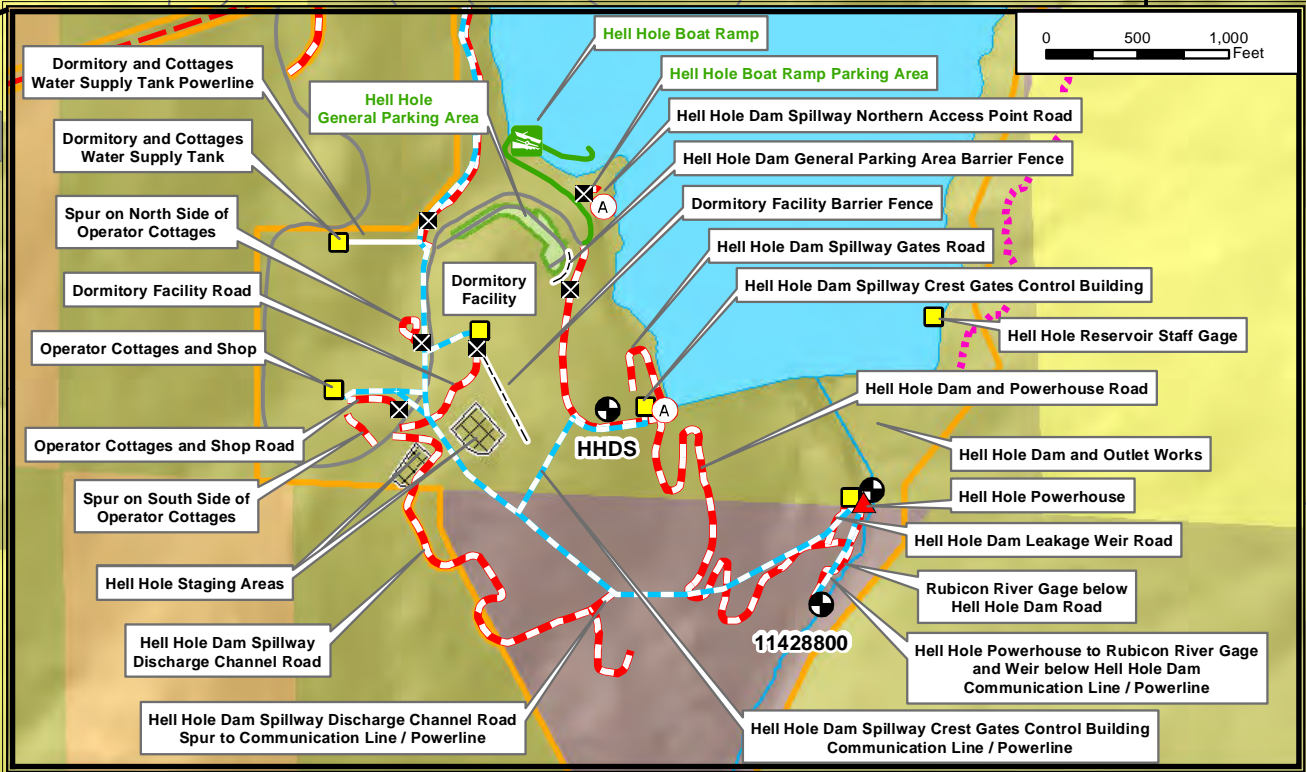 Hell Hole Boat Ramp
0 500 1,000
Feet
Dormitory and Cottages
Water Supply Tank Powerline
Hell Hole Boat Ramp Parking Area
Hell Hole
General Parking Area
Hell Hole Dam Spillway Northern Access Point Road
Dormitory and Cottages
Water Supply Tank
Hell Hole Dam General Parking Area Barrier Fence
Dormitory Facility Barrier Fence
A
Spur on North Side of
Operator Cottages
Hell Hole Dam Spillway Gates Road
Dormitory
Facility
Hell Hole Dam Spillway Crest Gates Control Building
Dormitory Facility Road
Hell Hole Reservoir Staff Gage
Operator Cottages and Shop
Hell Hole Dam and Powerhouse Road
A
HHDS
Operator Cottages and Shop Road
Hell Hole Dam and Outlet Works
Spur on South Side of
Operator Cottages
Hell Hole Powerhouse
Hell Hole Dam Leakage Weir Road
Hell Hole Staging Areas
Rubicon River Gage below
Hell Hole Dam Road
11428800
Hell Hole Dam Spillway
Discharge Channel Road
Hell Hole Powerhouse to Rubicon River Gage
and Weir below Hell Hole Dam
Communication Line / Powerline
Hell Hole Dam Spillway Discharge Channel Road
Spur to Communication Line / Powerline
Hell Hole Dam Spillway Crest Gates Control Building
Communication Line / Powerline